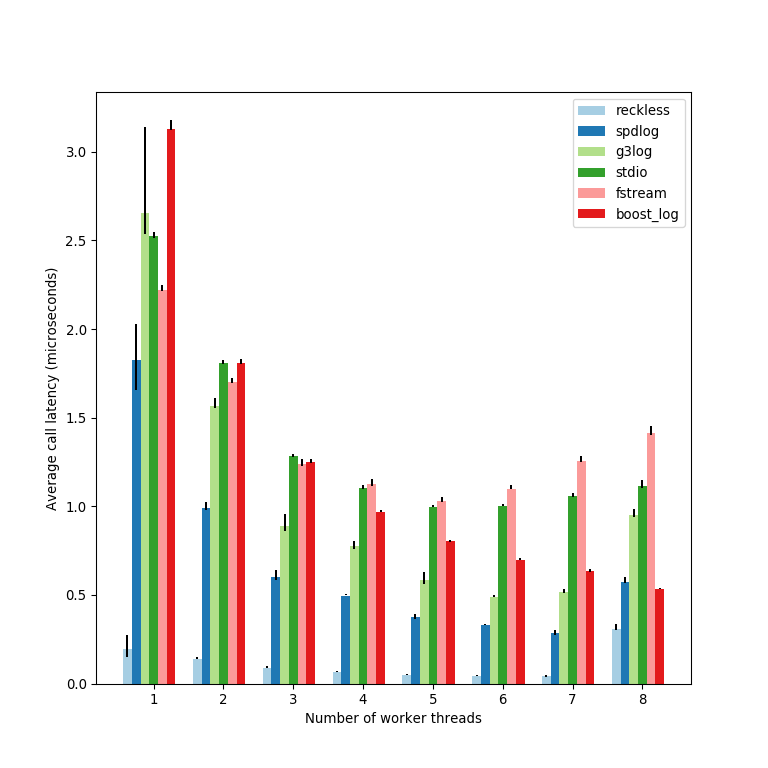 reckless
spdlog
g3log
stdio
fstream
boost_log
Average call latency (microseconds)
3.0
2.5
2.0
1.5
1.0
0.5
0.0
1 2 3 4 5 6 7 8
Number of worker threads